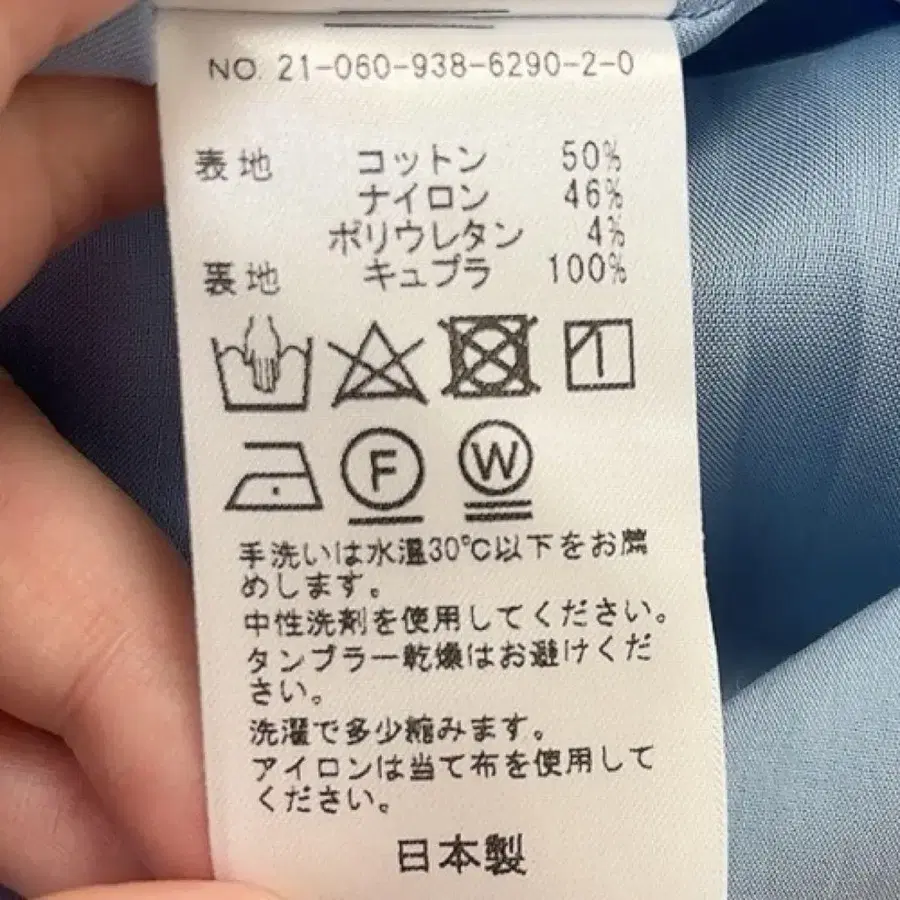 NO. 21-060-938-6290-2-0
表地 コットン 50%
ナイロン 46%
ポリウレタン 4%
裏地 キュプラ 100%
F W
手洗いは水温30℃以下をお薦
めします。
中性洗剤を使用してください。
タンブラー乾燥はお避けくだ
さい。
洗濯で多少縮みます。
アイロンは当て布を使用して
ください。
日本製